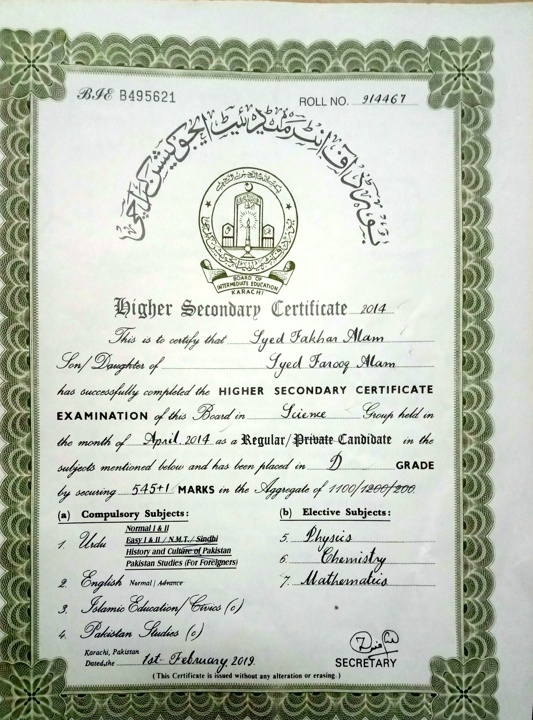 BIE B495621
ROLL NO. 914467
بورڈ آف انٹرمیڈیٹ ایجوکیشن کراچی
BOARD OF
INTERMEDIATE EDUCATION
KARACHI
Higher Secondary Certificate 2014
This is to certify that Syed Fakhar Alam
Son/Daughter of Syed Farooq Alam
has successfully completed the HIGHER SECONDARY CERTIFICATE
EXAMINATION of this Board in Science Group held in
the month of April 2014 as a Regular/Private Candidate in the
subjects mentioned below and has been placed in D GRADE
by securing 545+1 MARKS in the Aggregate of 1100/1200/200.
(a) Compulsory Subjects:
1. Urdu
Normal I & II
Easy I & II / N.M.T. / Sindhi
History and Culture of Pakistan
Pakistan Studies (For Foreigners)
2. English Normal / Advance
3. Islamic Education/Civics (c)
4. Pakistan Studies (c)
(b) Elective Subjects:
5. Physics
6. Chemistry
7. Mathematics
Karachi, Pakistan
Dated, the 1st- February, 2019.
SECRETARY
(This Certificate is issued without any alteration or erasing.)